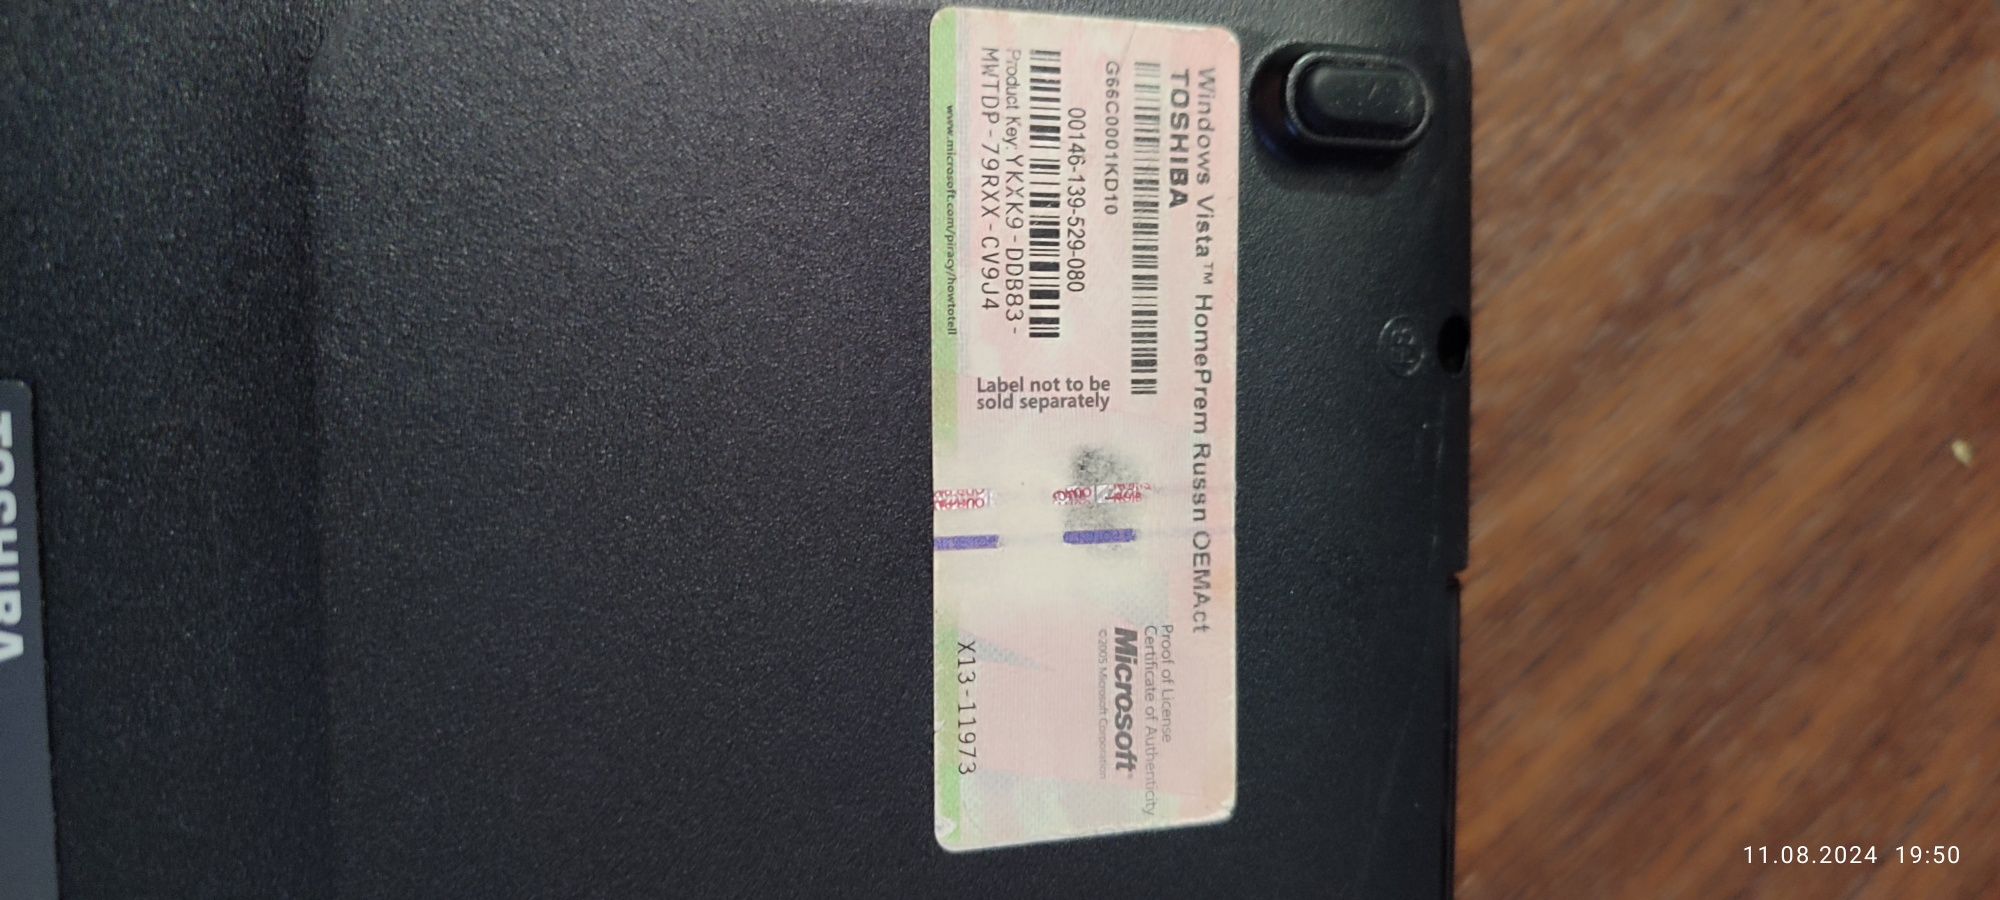 Windows Vista™ HomePrem Russn OEMAct
TOSHIBA
G66C0001KD10
00146-139-529-080
Product Key: YKXK9-DDB83-
MWTDP-79RXX-CV9J4
www.microsoft.com/piracy/howtotell
Label not to be
sold separately
Proof of License
Certificate of Authenticity
Microsoft®
©2005 Microsoft Corporation
X13-11973
TOSHIBA
11.08.2024 19:50